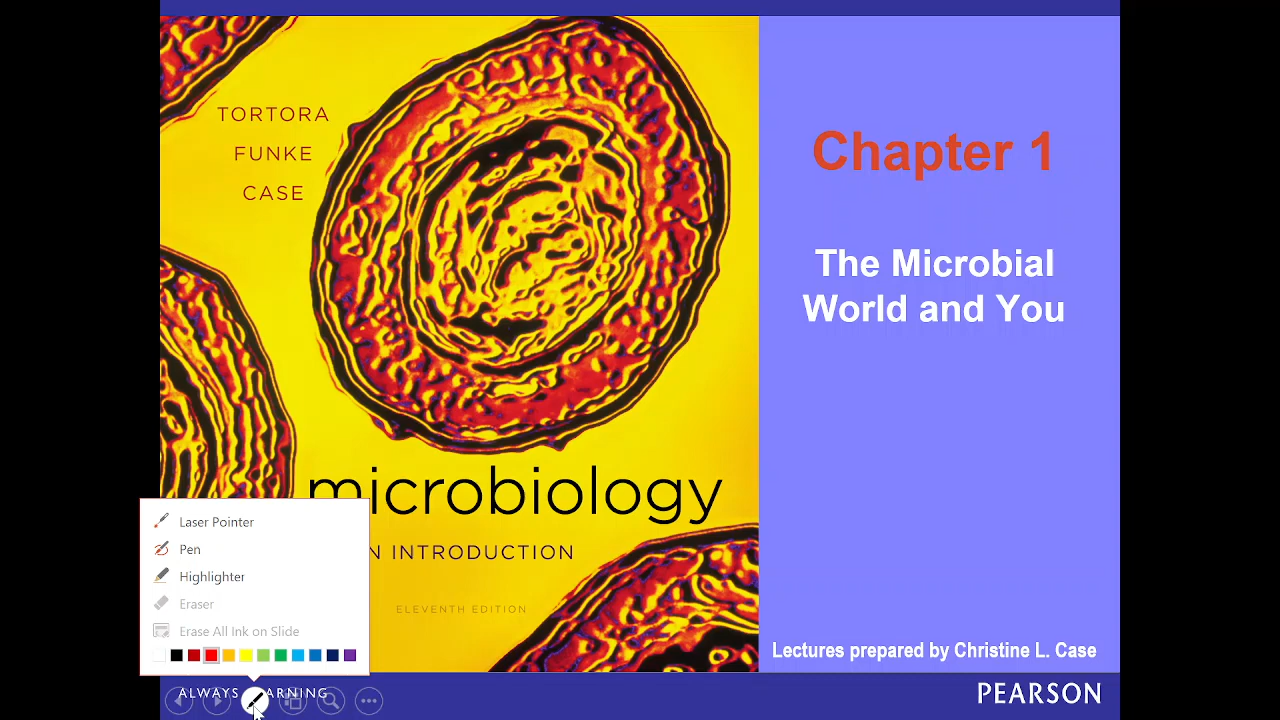 TORTORA
FUNKE
CASE
microbiology
N INTRODUCTION
ELEVENTH EDITION
Chapter 1
The Microbial
World and You
Lectures prepared by Christine L. Case
Laser Pointer
Pen
Highlighter
Eraser
Erase All Ink on Slide
ALWAYS ARNING
PEARSON